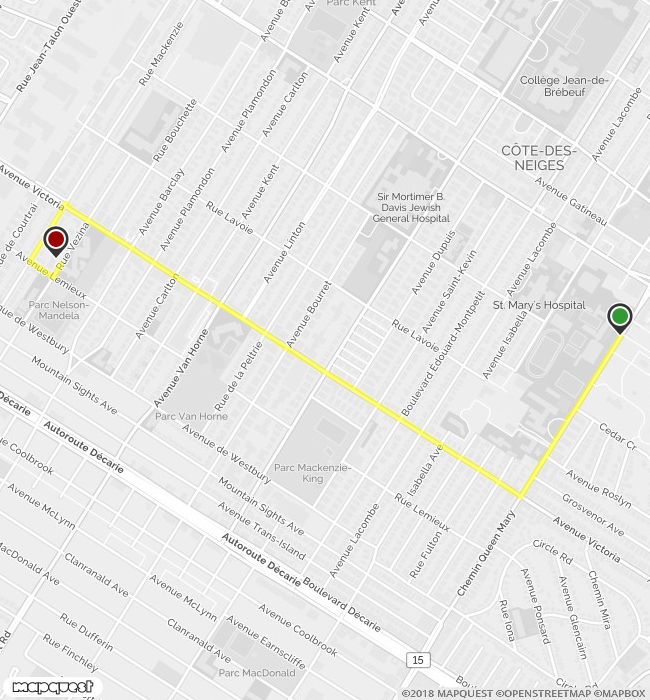 Parc Kent
Avenue Kent
Avenue B
Rue Jean-Talon Ouest
Rue Mackenzie
Collège Jean-de-
Brébeuf
Avenue Plamondon
Avenue Carlton
Rue Bouchette
Avenue Lacombe
CÔTE-DES-
NEIGES
Avenue Gatineau
Avenue Victoria
Avenue Barclay
Avenue Plamondon
Avenue Kent
Rue Lavoie
Sir Mortimer B.
Davis Jewish
General Hospital
Rue de Courtrai
Rue Vezina
Avenue Linton
Avenue Dupuis
Avenue Lacombe
Avenue Lemieux
Avenue Saint-Kevin
Parc Nelson-
Mandela
Avenue Carlton
Avenue Bourret
St. Mary's Hospital
nue de Westbury
Avenue Van Horne
Rue de la Peltrie
Rue Lavoie
Boulevard Édouard-Montpetit
Avenue Isabella
Mountain Sights Ave
Parc Van Horne
Décarie
Autoroute Décarie
Avenue de Westbury
Cedar Cr
e Coolbrook
Parc Mackenzie-
King
Isabella Ave
Avenue Roslyn
Avenue McLynn
Mountain Sights Ave
Rue Lemieux
Grosvenor Ave
Avenue Trans-Island
Avenue Lacombe
Rue Fulton
Chemin Queen Mary
Avenue Victoria
MacDonald Ave
Clanranald Ave
Autoroute Décarie
Circle Rd
Avenue McLynn
Boulevard Décarie
Rue Iona
Avenue Ponsard
Avenue Glencairn
Chemin Mira
Rue Dufferin
Clanranald Ave
Avenue Coolbrook
Avenue Earnscliffe
Rd
Rue Finchley
Parc MacDonald
15
Boule
mapquest
©2018 MAPQUEST ©OPENSTREETMAP ©MAPBOX